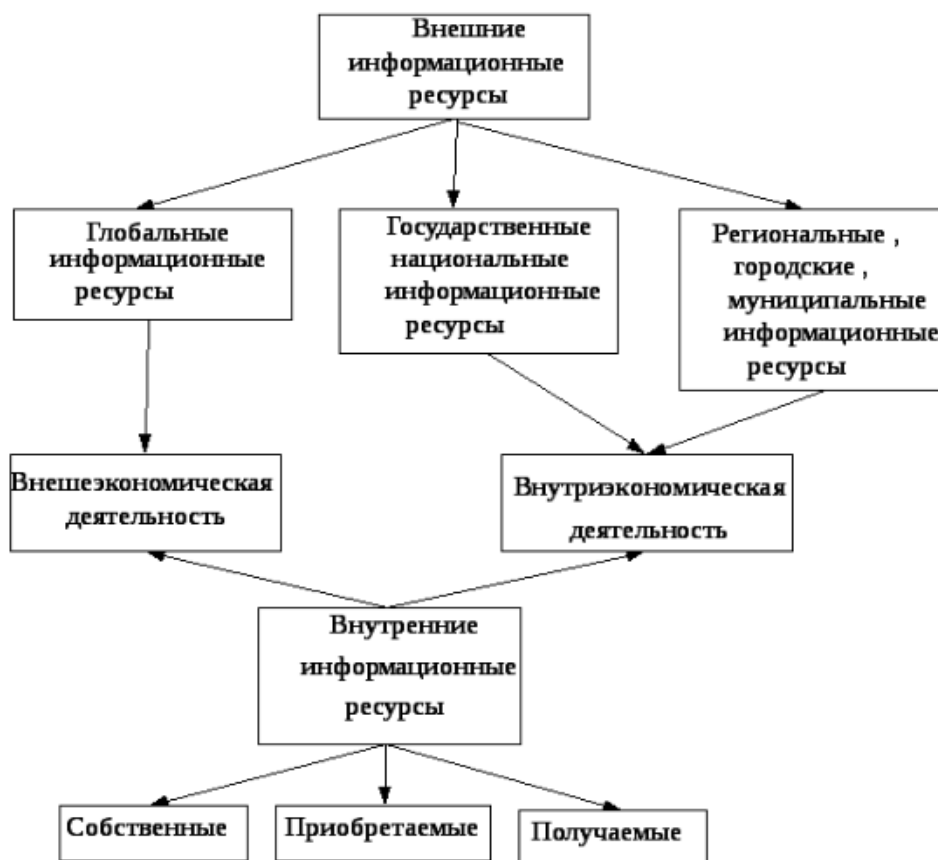 Внешние
информационные
ресурсы
Глобальные
информационные
ресурсы
Государственные
национальные
информационные
ресурсы
Региональные ,
городские ,
муниципальные
информационные
ресурсы
Внешеэкономическая
деятельность
Внутриэкономическая
деятельность
Внутренние
информационные
ресурсы
Собственные
Приобретаемые
Получаемые